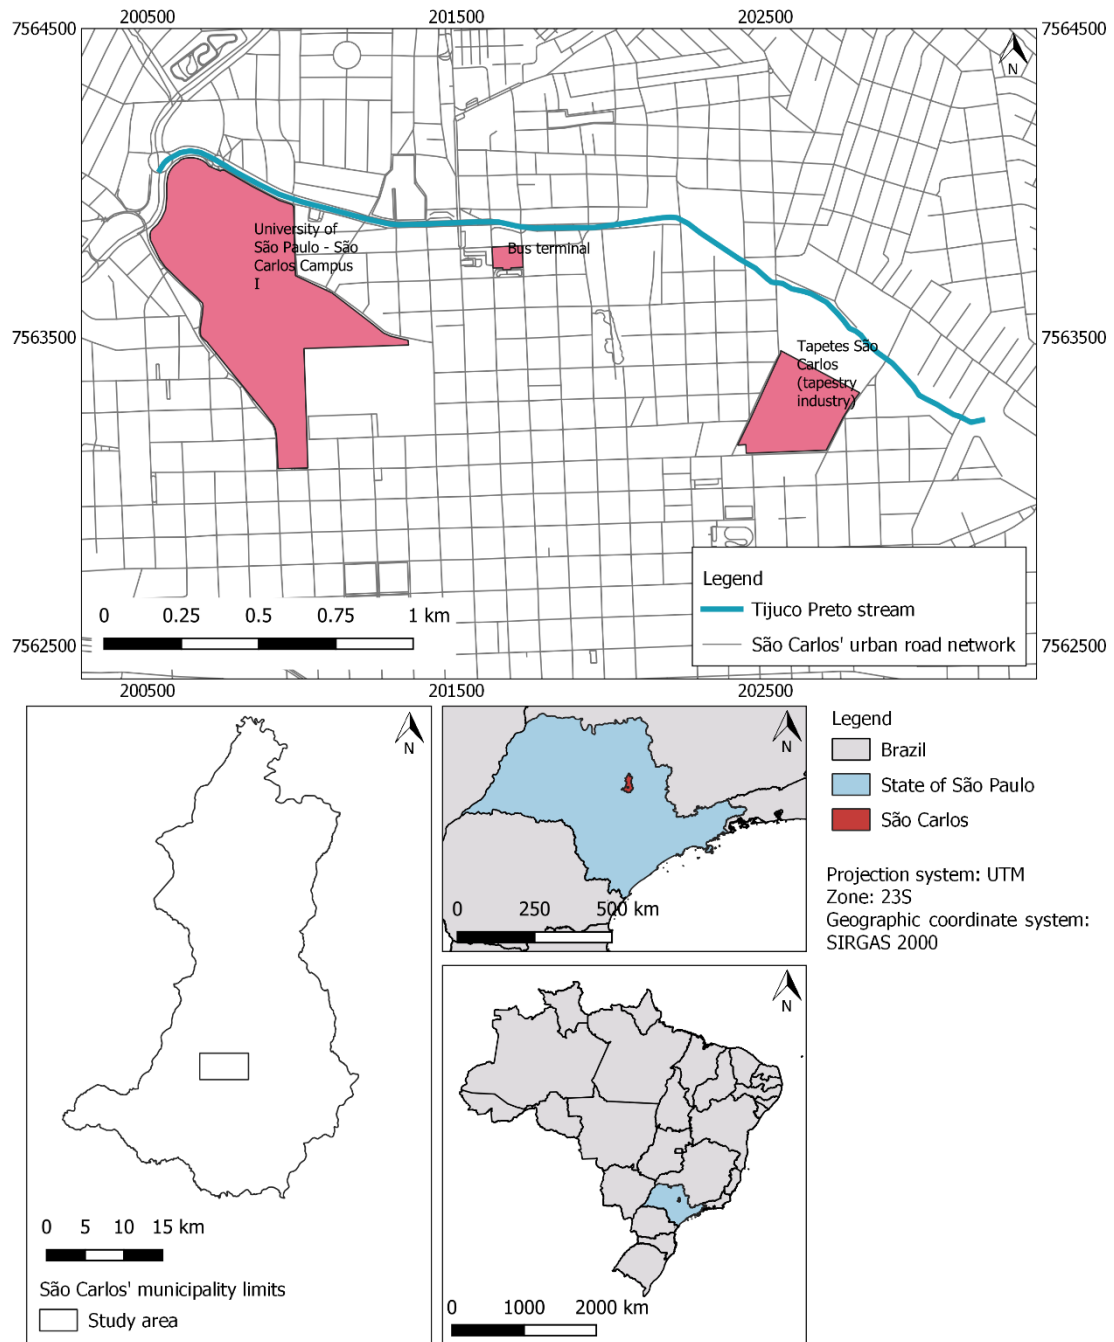 200500 201500 202500
7564500 7564500
N
University of
São Paulo - São
Carlos Campus
I
Bus terminal
7563500 7563500
Tapetes São
Carlos
(tapestry
industry)
Legend
Tijuco Preto stream
São Carlos' urban road network
0 0.25 0.5 0.75 1 km
7562500 7562500
200500 201500 202500
N
0 5 10 15 km
São Carlos' municipality limits
Study area
N
0 250 500 km
Legend
Brazil
State of São Paulo
São Carlos
Projection system: UTM
Zone: 23S
Geographic coordinate system:
SIRGAS 2000
N
0 1000 2000 km